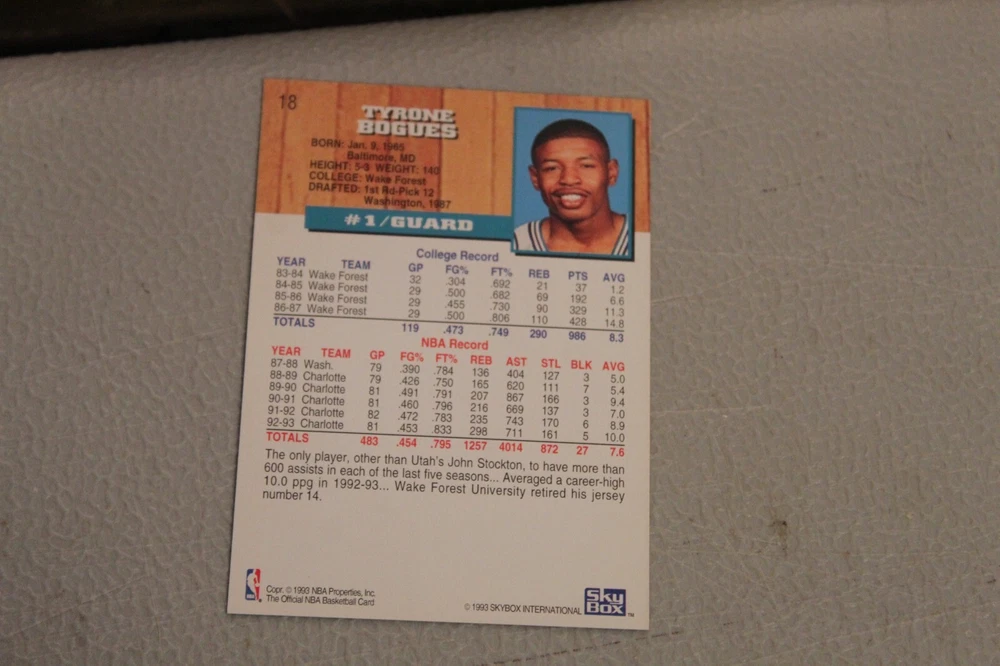 18
TYRONE
BOGUES
BORN: Jan. 9, 1965
Baltimore, MD
HEIGHT: 5-3 WEIGHT: 140
COLLEGE: Wake Forest
DRAFTED: 1st Rd-Pick 12
Washington, 1987
#1/GUARD
College Record
YEAR TEAM GP FG% FT% REB PTS AVG
83-84 Wake Forest 32 .304 .692 21 37 1.2
84-85 Wake Forest 29 .500 .682 69 192 6.6
85-86 Wake Forest 29 .455 .730 90 329 11.3
86-87 Wake Forest 29 .500 .806 110 428 14.8
TOTALS 119 .473 .749 290 986 8.3
NBA Record
YEAR TEAM GP FG% FT% REB AST STL BLK AVG
87-88 Wash. 79 .390 .784 136 404 127 3 5.0
88-89 Charlotte 79 .426 .750 165 620 111 7 5.4
89-90 Charlotte 81 .491 .791 207 867 166 3 9.4
90-91 Charlotte 81 .460 .796 216 669 137 3 7.0
91-92 Charlotte 82 .472 .783 235 743 170 6 8.9
92-93 Charlotte 81 .453 .833 298 711 161 5 10.0
TOTALS 483 .454 .795 1257 4014 872 27 7.6
The only player, other than Utah's John Stockton, to have more than
600 assists in each of the last five seasons... Averaged a career-high
10.0 ppg in 1992-93... Wake Forest University retired his jersey
number 14.
Copr. © 1993 NBA Properties, Inc.
The Official NBA Basketball Card
© 1993 SKYBOX INTERNATIONAL
Sky
Box
TM